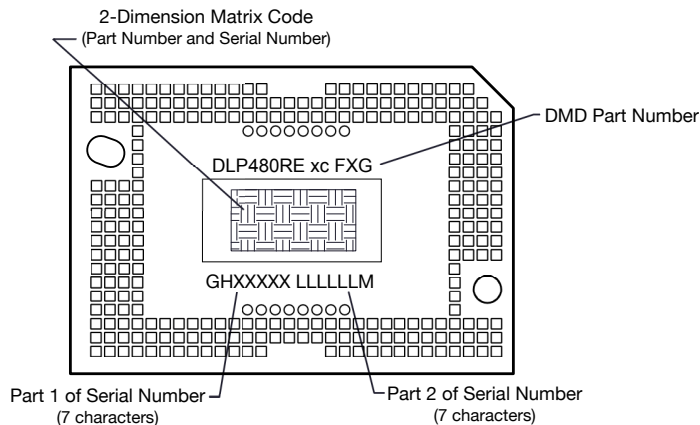 2-Dimension Matrix Code
(Part Number and Serial Number)
DMD Part Number
DLP480RE xc FXG
GHXXXXX LLLLLLM
Part 1 of Serial Number
(7 characters)
Part 2 of Serial Number
(7 characters)